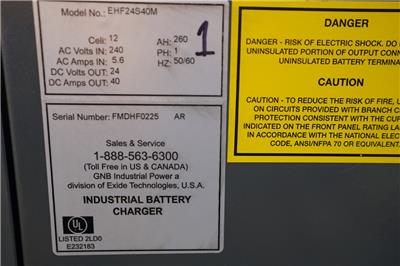 Model No.: EHF24S40M
Cell: 12 AH: 260
AC Volts IN: 240 PH: 1
AC Amps IN: 5.6 HZ: 50/60
DC Volts OUT: 24
DC Amps OUT: 40
1
Serial Number: FMDHF0225 AR
Sales & Service
1-888-563-6300
(Toll Free in US & CANADA)
GNB Industrial Power a
division of Exide Technologies, U.S.A.
INDUSTRIAL BATTERY
CHARGER
UL
LISTED 2LD0
E232183
DANGER
DANGER - RISK OF ELECTRIC SHOCK. DO
UNINSULATED PORTION OF OUTPUT CONN
UNINSULATED BATTERY TERMINA
CAUTION
CAUTION - TO REDUCE THE RISK OF FIRE, U
ON CIRCUITS PROVIDED WITH BRANCH C
PROTECTION CONSISTENT WITH THE CUR
INDICATED ON THE FRONT PANEL RATING LA
IN ACCORDANCE WITH THE NATIONAL ELEC
CODE, ANSI/NFPA 70 OR EQUIVALENT.